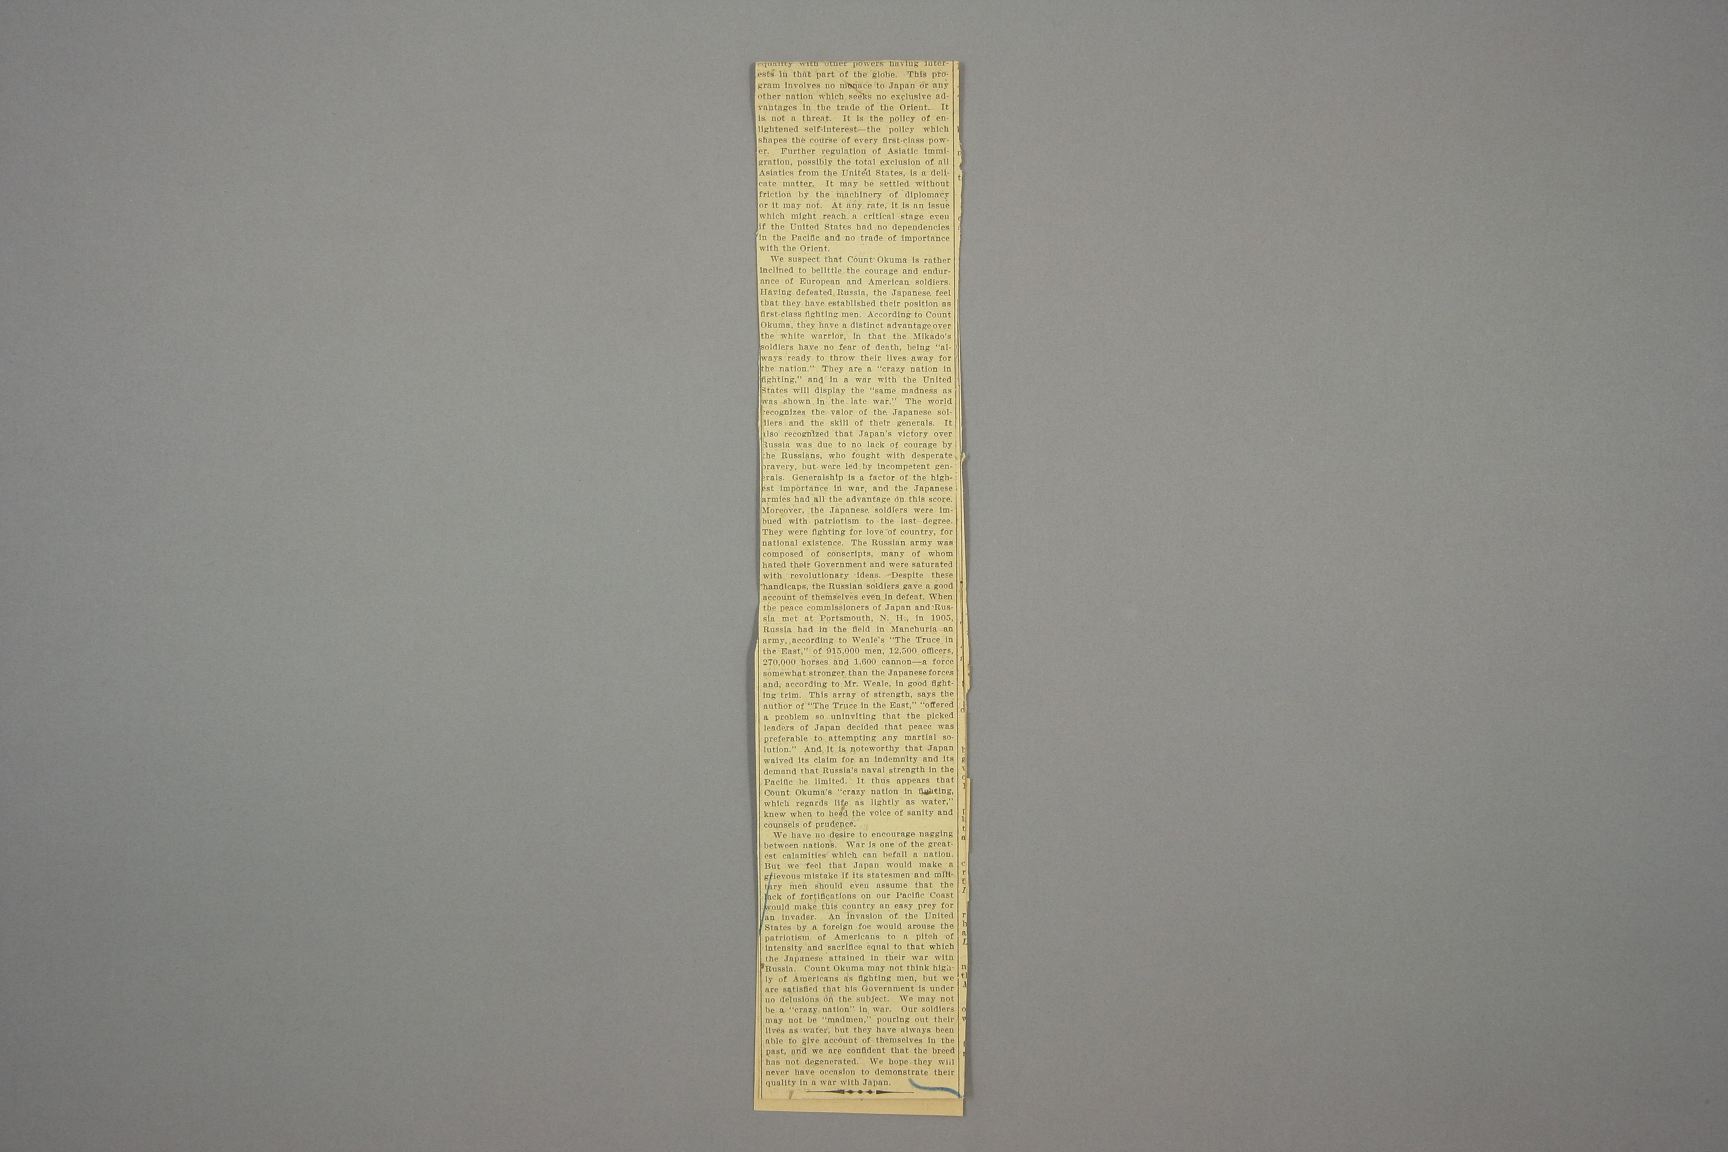 equality with other powers having inter-
ests in that part of the globe. This pro-
gram involves no menace to Japan or any
other nation which seeks no exclusive ad-
vantages in the trade of the Orient. It
is not a threat. It is the policy of en-
lightened self-interest—the policy which
shapes the course of every first-class pow-
er. Further regulation of Asiatic immi-
gration, possibly the total exclusion of all
Asiatics from the United States, is a deli-
cate matter. It may be settled without
friction by the machinery of diplomacy
or it may not. At any rate, it is an issue
which might reach a critical stage even
if the United States had no dependencies
in the Pacific and no trade of importance
with the Orient.
We suspect that Count Okuma is rather
inclined to belittle the courage and endur-
ance of European and American soldiers.
Having defeated Russia, the Japanese feel
that they have established their position as
first-class fighting men. According to Count
Okuma, they have a distinct advantage over
the white warrior, in that the Mikado's
soldiers have no fear of death, being "al-
ways ready to throw their lives away for
the nation." They are a "crazy nation in
fighting," and in a war with the United
States will display the "same madness as
was shown in the late war." The world
recognizes the valor of the Japanese sol-
diers and the skill of their generals. It
also recognized that Japan's victory over
Russia was due to no lack of courage by
the Russians, who fought with desperate
bravery, but were led by incompetent gen-
erals. Generalship is a factor of the high-
est importance in war, and the Japanese
armies had all the advantage on this score.
Moreover, the Japanese soldiers were im-
bued with patriotism to the last degree.
They were fighting for love of country, for
national existence. The Russian army was
composed of conscripts, many of whom
hated their Government and were saturated
with revolutionary ideas. Despite these
handicaps, the Russian soldiers gave a good
account of themselves even in defeat. When
the peace commissioners of Japan and Rus-
sia met at Portsmouth, N. H., in 1905,
Russia had in the field in Manchuria an
army, according to Weale's "The Truce in
the East," of 915,000 men, 12,500 officers,
270,000 horses and 1,600 cannon—a force
somewhat stronger than the Japanese forces
and, according to Mr. Weale, in good fight-
ing trim. This array of strength, says the
author of "The Truce in the East," "offered
a problem so uninviting that the picked
leaders of Japan decided that peace was
preferable to attempting any martial so-
lution." And it is noteworthy that Japan
waived its claim for an indemnity and its
demand that Russia's naval strength in the
Pacific be limited. It thus appears that
Count Okuma's "crazy nation in fighting,
which regards life as lightly as water,"
knew when to heed the voice of sanity and
counsels of prudence.
We have no desire to encourage nagging
between nations. War is one of the great-
est calamities which can befall a nation.
But we feel that Japan would make a
grievous mistake if its statesmen and mili-
tary men should even assume that the
lack of fortifications on our Pacific Coast
would make this country an easy prey for
an invader. An invasion of the United
States by a foreign foe would arouse the
patriotism of Americans to a pitch of
intensity and sacrifice equal to that which
the Japanese attained in their war with
Russia. Count Okuma may not think high-
ly of Americans as fighting men, but we
are satisfied that his Government is under
no delusions on the subject. We may not
be a "crazy nation" in war. Our soldiers
may not be "madmen," pouring out their
lives as water, but they have always been
able to give account of themselves in the
past, and we are confident that the breed
has not degenerated. We hope they will
never have occasion to demonstrate their
quality in a war with Japan.